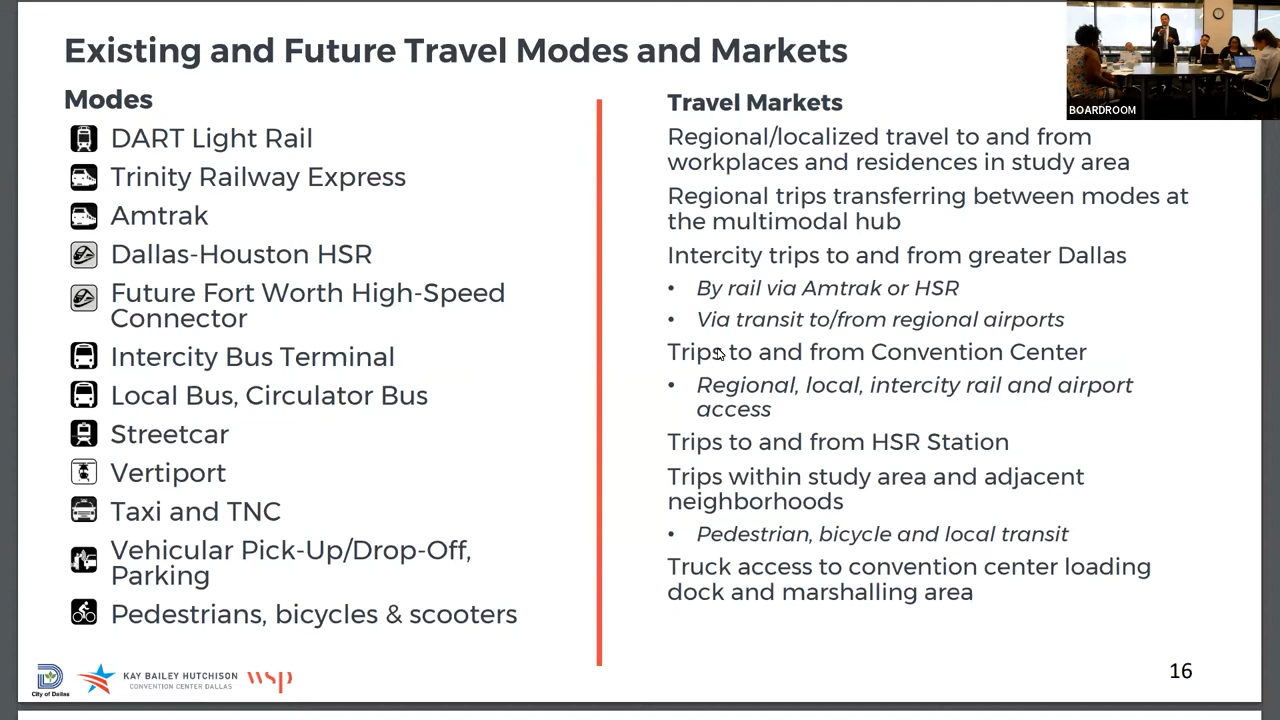 Existing and Future Travel Modes and Markets
BOARDROOM
Modes
DART Light Rail
Trinity Railway Express
Amtrak
Dallas-Houston HSR
Future Fort Worth High-Speed
Connector
Intercity Bus Terminal
Local Bus, Circulator Bus
Streetcar
Vertiport
Taxi and TNC
Vehicular Pick-Up/Drop-Off,
Parking
Pedestrians, bicycles & scooters
Travel Markets
Regional/localized travel to and from
workplaces and residences in study area
Regional trips transferring between modes at
the multimodal hub
Intercity trips to and from greater Dallas
• By rail via Amtrak or HSR
• Via transit to/from regional airports
Trips to and from Convention Center
• Regional, local, intercity rail and airport
access
Trips to and from HSR Station
Trips within study area and adjacent
neighborhoods
• Pedestrian, bicycle and local transit
Truck access to convention center loading
dock and marshalling area
City of Dallas
KAY BAILEY HUTCHISON
CONVENTION CENTER DALLAS
wsp
16